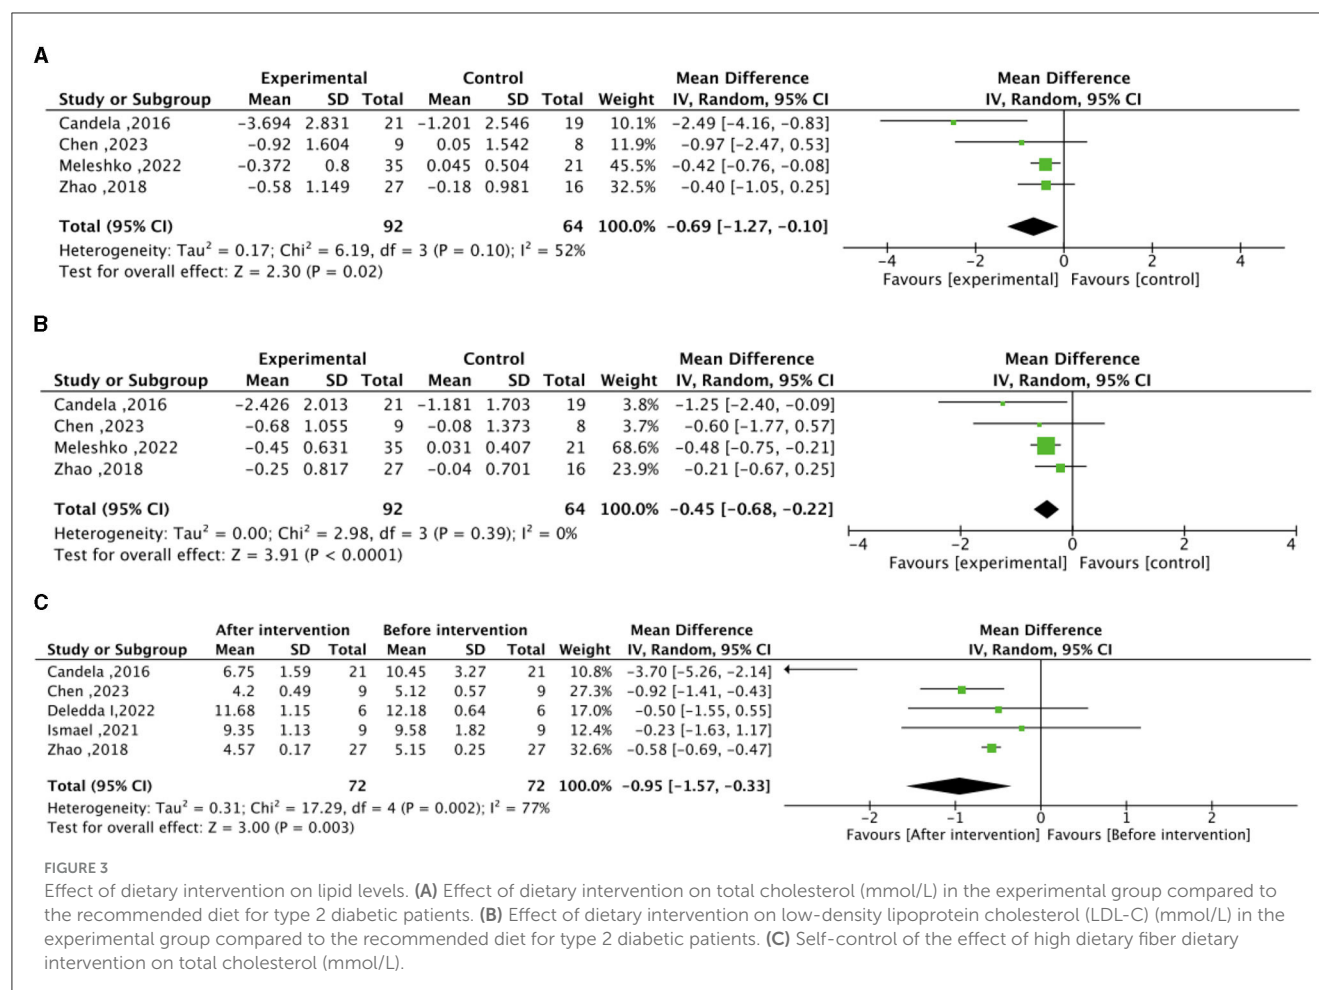 A
Experimental Control Mean Difference Mean Difference
Study or Subgroup Mean SD Total Mean SD Total Weight IV, Random, 95% CI IV, Random, 95% CI
Candela ,2016 −3.694 2.831 21 −1.201 2.546 19 10.1% −2.49 [−4.16, −0.83]
Chen ,2023 −0.92 1.604 9 0.05 1.542 8 11.9% −0.97 [−2.47, 0.53]
Meleshko ,2022 −0.372 0.8 35 0.045 0.504 21 45.5% −0.42 [−0.76, −0.08]
Zhao ,2018 −0.58 1.149 27 −0.18 0.981 16 32.5% −0.40 [−1.05, 0.25]
Total (95% CI) 92 64 100.0% −0.69 [−1.27, −0.10]
Heterogeneity: Tau² = 0.17; Chi² = 6.19, df = 3 (P = 0.10); I² = 52%
Test for overall effect: Z = 2.30 (P = 0.02)
−4 −2 0 2 4
Favours [experimental] Favours [control]
B
Experimental Control Mean Difference Mean Difference
Study or Subgroup Mean SD Total Mean SD Total Weight IV, Random, 95% CI IV, Random, 95% CI
Candela ,2016 −2.426 2.013 21 −1.181 1.703 19 3.8% −1.25 [−2.40, −0.09]
Chen ,2023 −0.68 1.055 9 −0.08 1.373 8 3.7% −0.60 [−1.77, 0.57]
Meleshko ,2022 −0.45 0.631 35 0.031 0.407 21 68.6% −0.48 [−0.75, −0.21]
Zhao ,2018 −0.25 0.817 27 −0.04 0.701 16 23.9% −0.21 [−0.67, 0.25]
Total (95% CI) 92 64 100.0% −0.45 [−0.68, −0.22]
Heterogeneity: Tau² = 0.00; Chi² = 2.98, df = 3 (P = 0.39); I² = 0%
Test for overall effect: Z = 3.91 (P < 0.0001)
−4 −2 0 2 4
Favours [experimental] Favours [control]
C
After intervention Before intervention Mean Difference Mean Difference
Study or Subgroup Mean SD Total Mean SD Total Weight IV, Random, 95% CI IV, Random, 95% CI
Candela ,2016 6.75 1.59 21 10.45 3.27 21 10.8% −3.70 [−5.26, −2.14]
Chen ,2023 4.2 0.49 9 5.12 0.57 9 27.3% −0.92 [−1.41, −0.43]
Deledda I,2022 11.68 1.15 6 12.18 0.64 6 17.0% −0.50 [−1.55, 0.55]
Ismael ,2021 9.35 1.13 9 9.58 1.82 9 12.4% −0.23 [−1.63, 1.17]
Zhao ,2018 4.57 0.17 27 5.15 0.25 27 32.6% −0.58 [−0.69, −0.47]
Total (95% CI) 72 72 100.0% −0.95 [−1.57, −0.33]
Heterogeneity: Tau² = 0.31; Chi² = 17.29, df = 4 (P = 0.002); I² = 77%
Test for overall effect: Z = 3.00 (P = 0.003)
−2 −1 0 1 2
Favours [After intervention] Favours [Before intervention]
FIGURE 3
Effect of dietary intervention on lipid levels. (A) Effect of dietary intervention on total cholesterol (mmol/L) in the experimental group compared to
the recommended diet for type 2 diabetic patients. (B) Effect of dietary intervention on low-density lipoprotein cholesterol (LDL-C) (mmol/L) in the
experimental group compared to the recommended diet for type 2 diabetic patients. (C) Self-control of the effect of high dietary fiber dietary
intervention on total cholesterol (mmol/L).